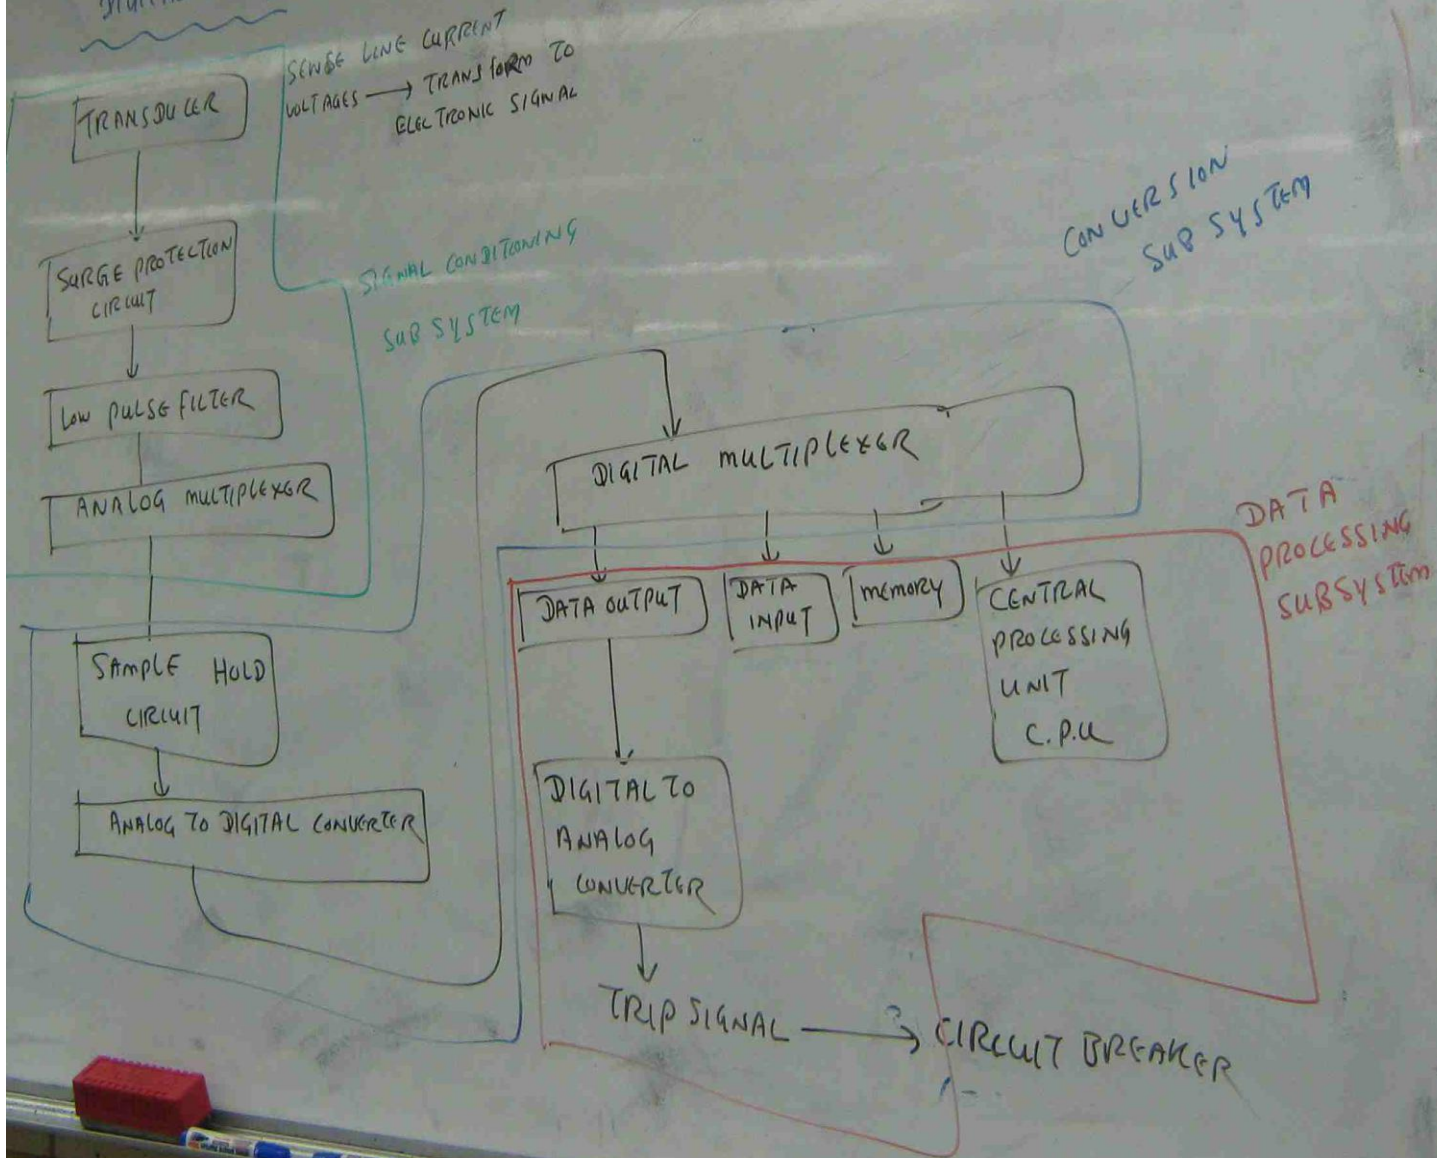 TRANSDUCER
SENSE LINE CURRENT
VOLTAGES → TRANSFORM TO
ELECTRONIC SIGNAL
SURGE PROTECTION
CIRCUIT
LOW PULSE FILTER
ANALOG MULTIPLEXER
SIGNAL CONDITIONING
SUB SYSTEM
SAMPLE HOLD
CIRCUIT
ANALOG TO DIGITAL CONVERTER
CONVERSION
SUB SYSTEM
DIGITAL MULTIPLEXER
DATA
PROCESSING
SUBSYSTEM
DATA OUTPUT
DATA
INPUT
MEMORY
CENTRAL
PROCESSING
UNIT
C.P.U
DIGITAL TO
ANALOG
CONVERTER
TRIP SIGNAL → CIRCUIT BREAKER